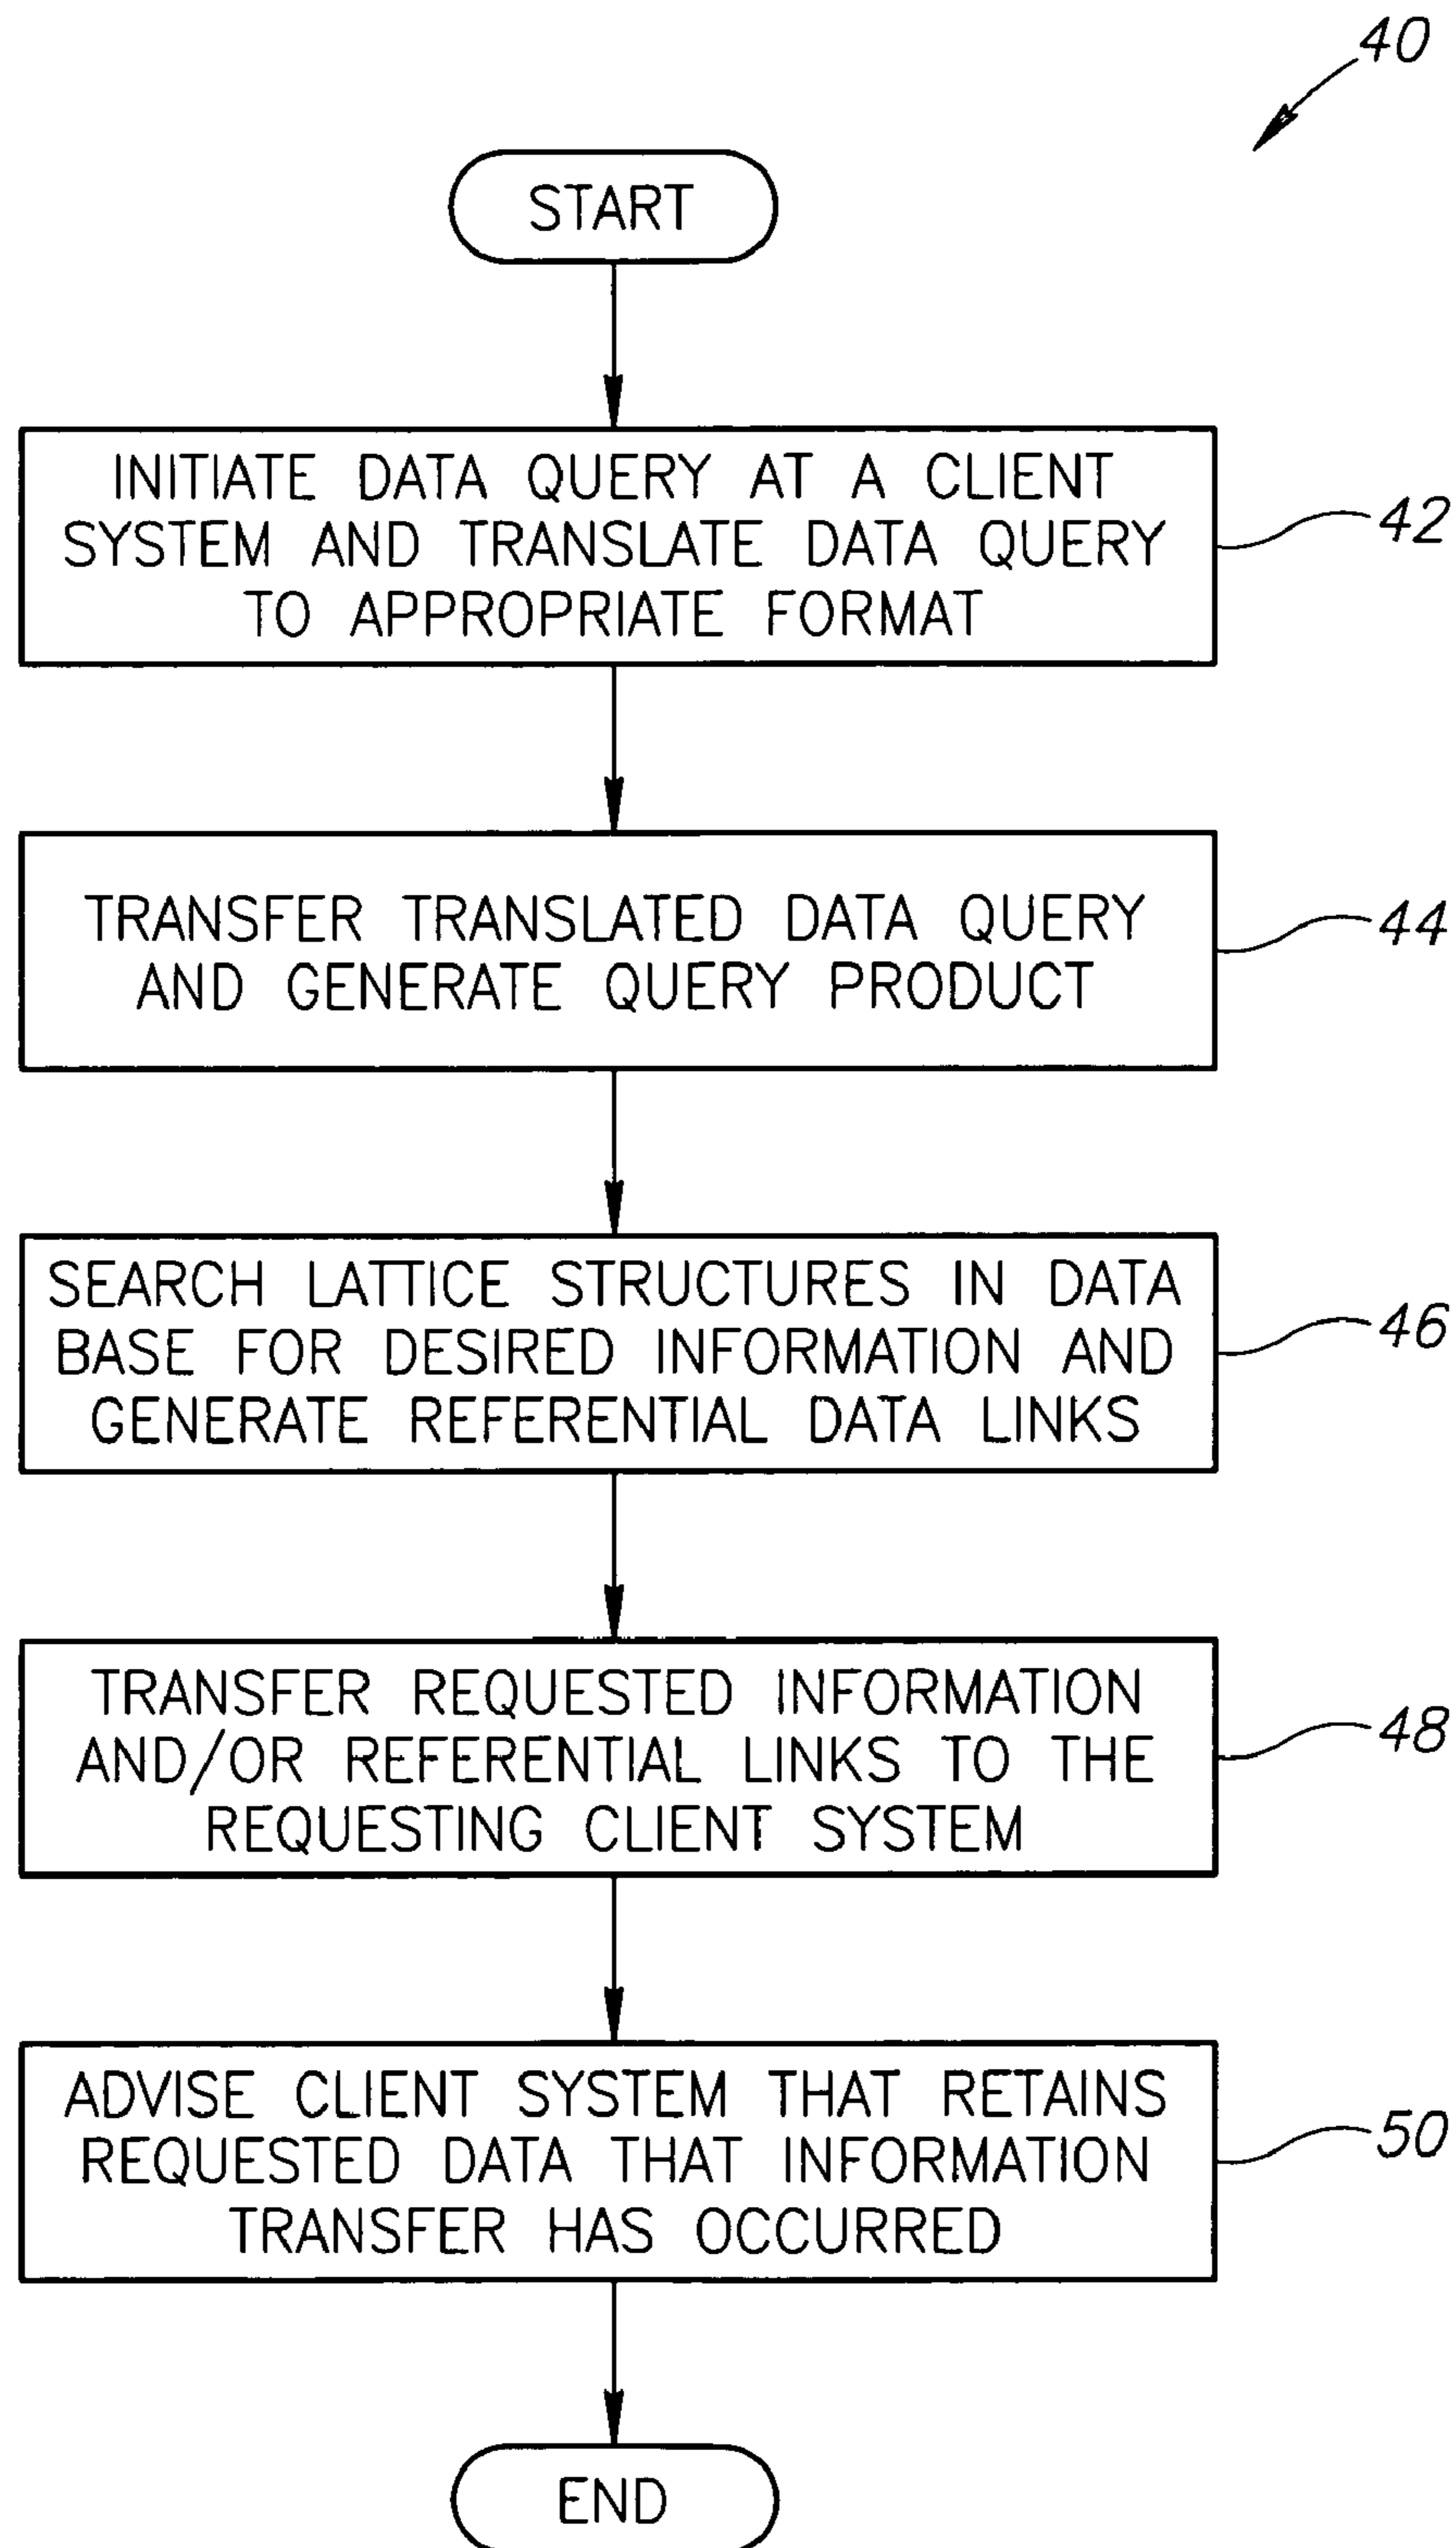 40
START
INITIATE DATA QUERY AT A CLIENT
SYSTEM AND TRANSLATE DATA QUERY
TO APPROPRIATE FORMAT
42
TRANSFER TRANSLATED DATA QUERY
AND GENERATE QUERY PRODUCT
44
SEARCH LATTICE STRUCTURES IN DATA
BASE FOR DESIRED INFORMATION AND
GENERATE REFERENTIAL DATA LINKS
46
TRANSFER REQUESTED INFORMATION
AND/OR REFERENTIAL LINKS TO THE
REQUESTING CLIENT SYSTEM
48
ADVISE CLIENT SYSTEM THAT RETAINS
REQUESTED DATA THAT INFORMATION
TRANSFER HAS OCCURRED
50
END